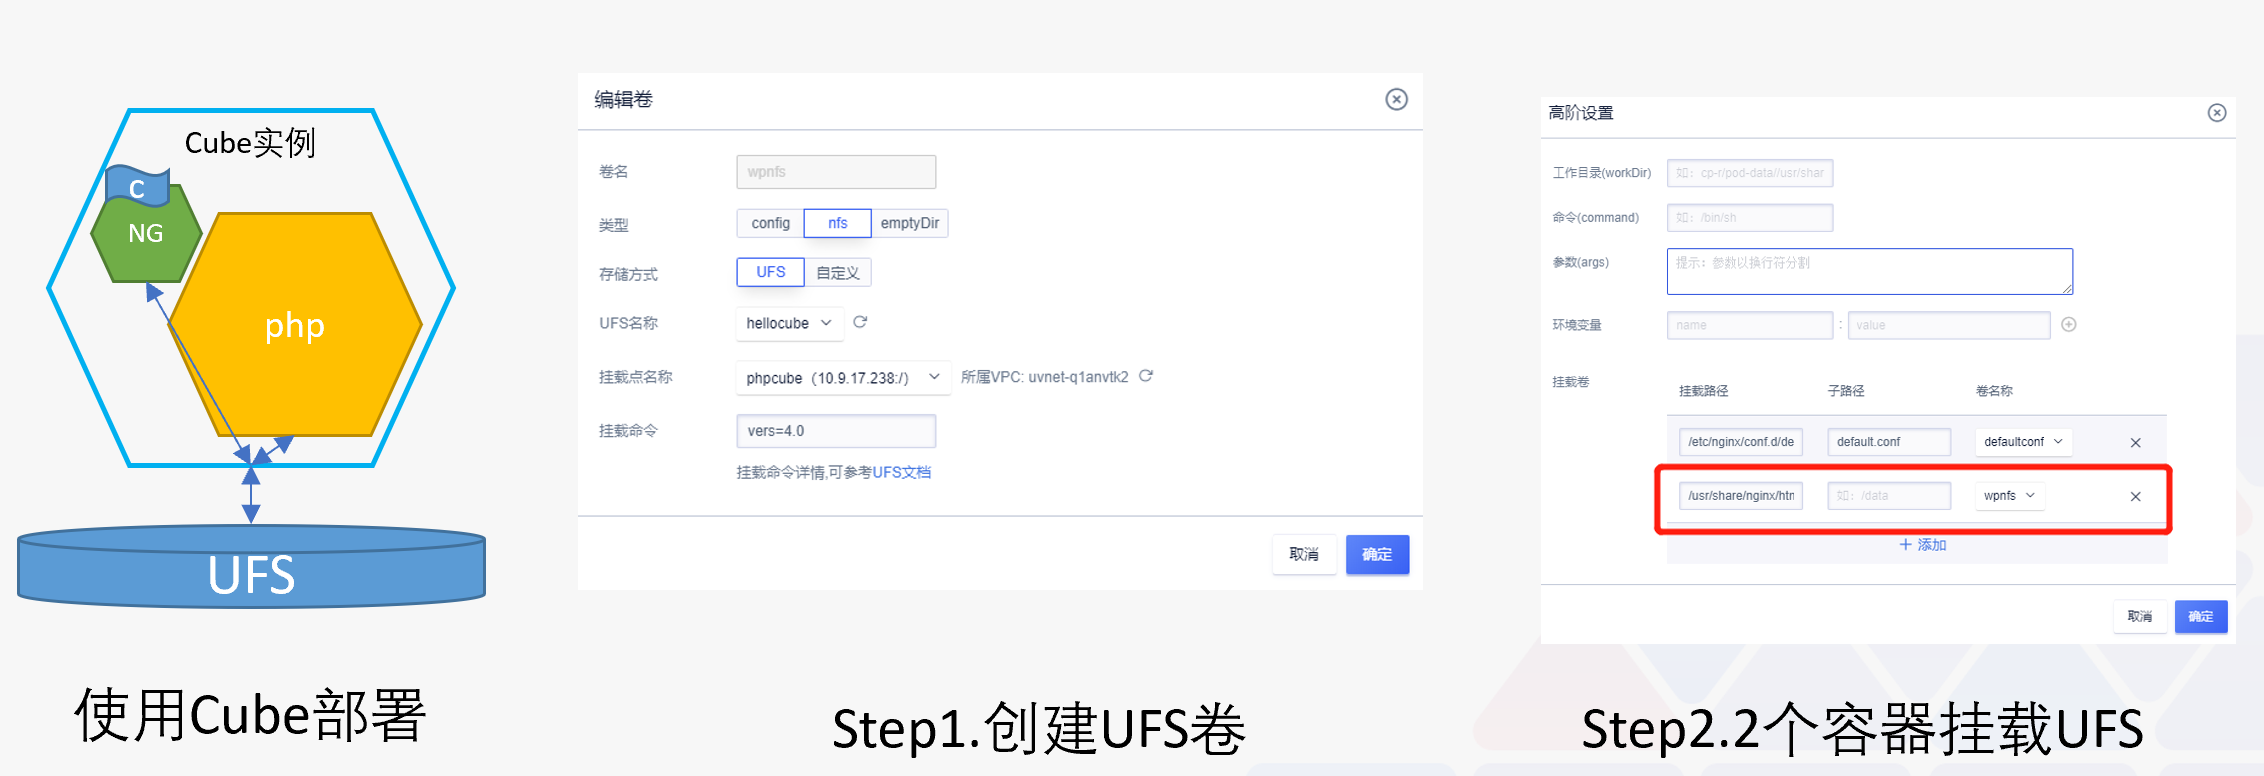 Cube实例
C
NG
php
UFS
使用Cube部署
编辑卷
卷名 wpnfs
类型 config nfs emptyDir
存储方式 UFS 自定义
UFS名称 hellocube
挂载点名称 phpcube（10.9.17.238:/） 所属VPC: uvnet-q1anvtk2
挂载命令 vers=4.0
挂载命令详情,可参考UFS文档
取消 确定
Step1.创建UFS卷
高阶设置
工作目录(workDir) 如：cp-r/pod-data//usr/shar
命令(command) 如：/bin/sh
参数(args) 提示：参数以换行符分割
环境变量 name : value
挂载卷 挂载路径 子路径 卷名称
/etc/nginx/conf.d/de default.conf defaultconf
/usr/share/nginx/htn 如：/data wpnfs
+ 添加
取消 确定
Step2.2个容器挂载UFS